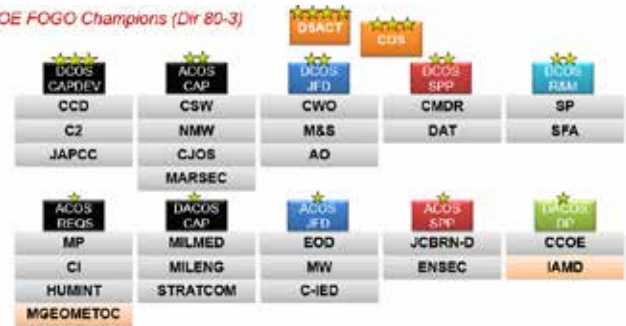 OE FOGO Champions (Dir 80-3)
DSACT
COS
DCOS CAPDEV
ACOS CAP
DCOS JFD
DCOS SPP
DCOS R&M
CCD CSW CWO CMDR SP
C2 NMW M&S DAT SFA
JAPCC CJOS AO
MARSEC
ACOS REQS
DACOS CAP
ACOS JFD
ACOS SPP
DACOS DP
MP MILMED EOD JCBRN-D CCOE
CI MILENG MW ENSEC IAMD
HUMINT STRATCOM C-IED
MGEOMETOC